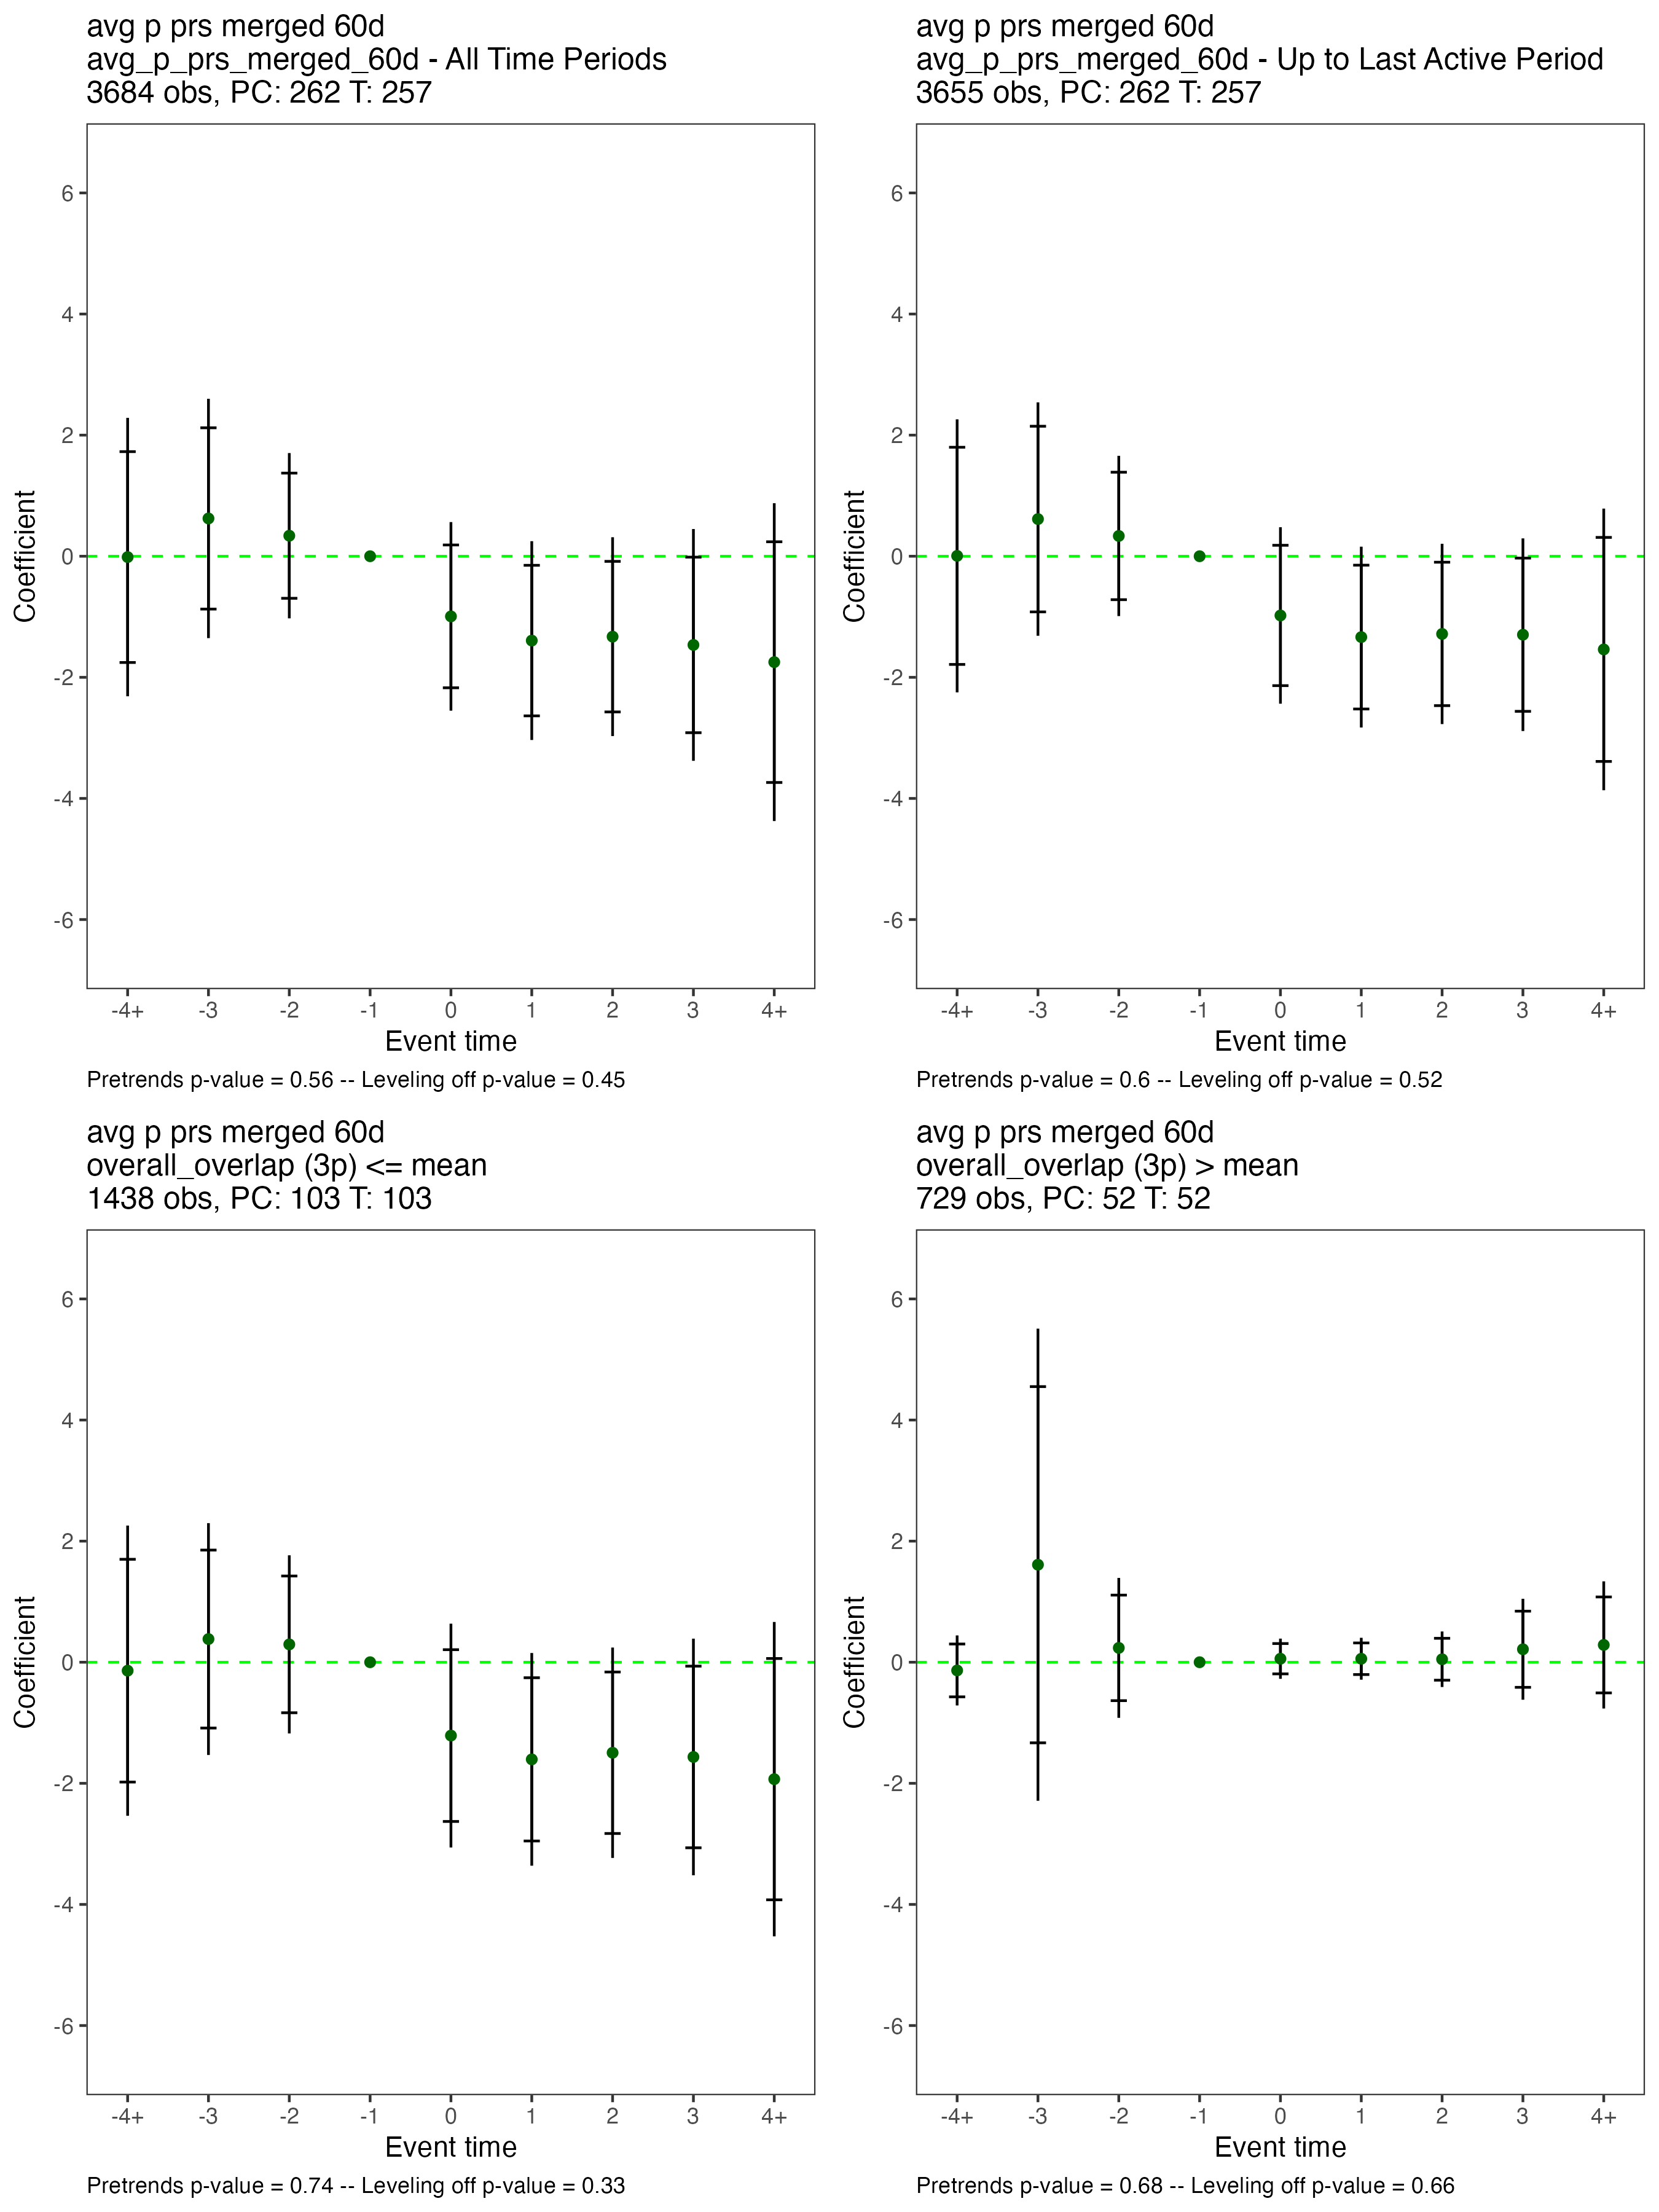 avg p prs merged 60d
avg_p_prs_merged_60d - All Time Periods
3684 obs, PC: 262 T: 257
6
4
2
0
-2
-4
-6
Coefficient
-4+ -3 -2 -1 0 1 2 3 4+
Event time
Pretrends p-value = 0.56 -- Leveling off p-value = 0.45
avg p prs merged 60d
avg_p_prs_merged_60d - Up to Last Active Period
3655 obs, PC: 262 T: 257
6
4
2
0
-2
-4
-6
Coefficient
-4+ -3 -2 -1 0 1 2 3 4+
Event time
Pretrends p-value = 0.6 -- Leveling off p-value = 0.52
avg p prs merged 60d
overall_overlap (3p) <= mean
1438 obs, PC: 103 T: 103
6
4
2
0
-2
-4
-6
Coefficient
-4+ -3 -2 -1 0 1 2 3 4+
Event time
Pretrends p-value = 0.74 -- Leveling off p-value = 0.33
avg p prs merged 60d
overall_overlap (3p) > mean
729 obs, PC: 52 T: 52
6
4
2
0
-2
-4
-6
Coefficient
-4+ -3 -2 -1 0 1 2 3 4+
Event time
Pretrends p-value = 0.68 -- Leveling off p-value = 0.66